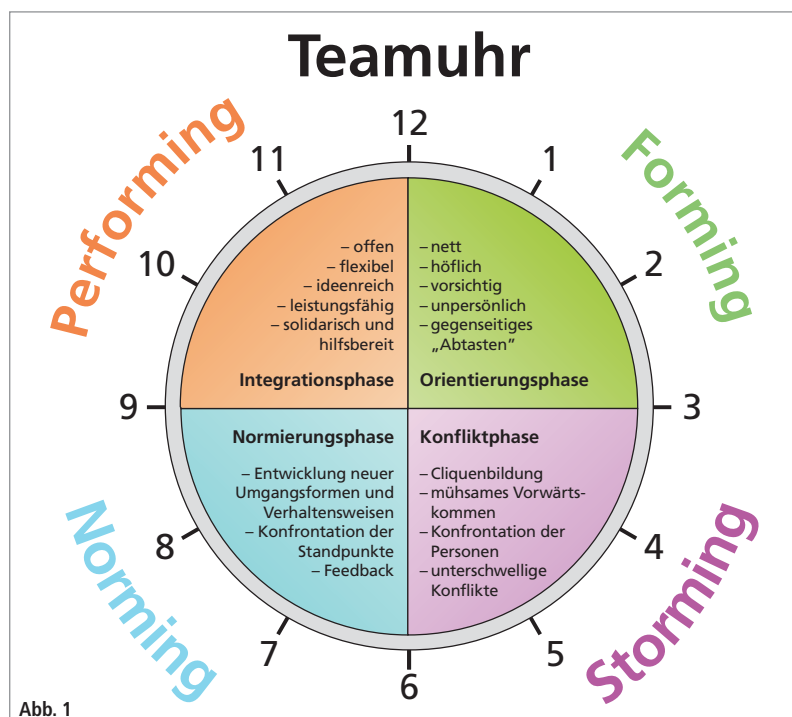 Teamuhr
Performing
Forming
12
1
2
3
4
5
6
7
8
9
10
11
– offen
– flexibel
– ideenreich
– leistungsfähig
– solidarisch und
hilfsbereit
Integrationsphase
– nett
– höflich
– vorsichtig
– unpersönlich
– gegenseitiges
„Abtasten”
Orientierungsphase
Normierungsphase
– Entwicklung neuer
Umgangsformen und
Verhaltensweisen
– Konfrontation der
Standpunkte
– Feedback
Konfliktphase
– Cliquenbildung
– mühsames Vorwärts-
kommen
– Konfrontation der
Personen
– unterschwellige
Konflikte
Norming
Storming
Abb. 1